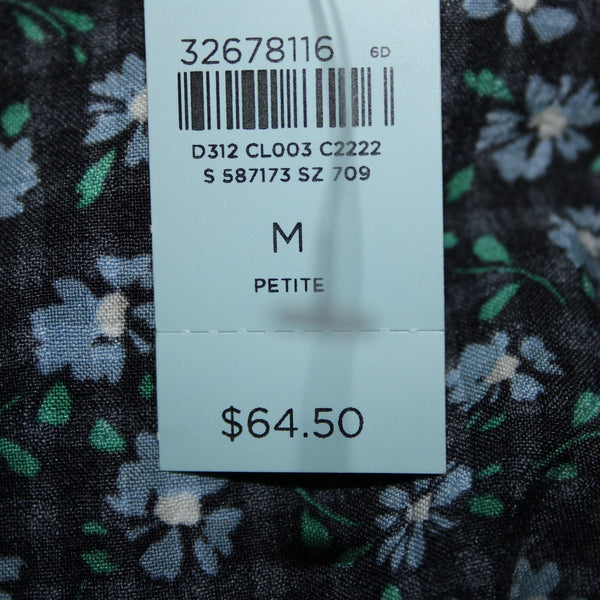 32678116 6D
D312 CL003 C2222
S 587173 SZ 709
M
PETITE
$64.50